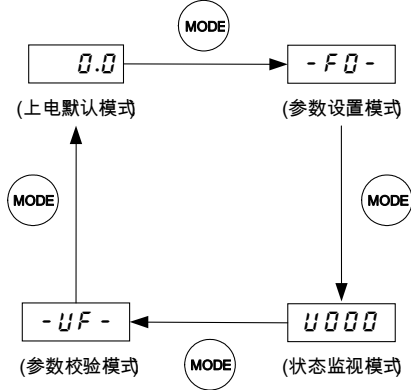 MODE
0.0
-F0-
(上电默认模式)
(参数设置模式)
MODE
MODE
-UF-
U000
(参数校验模式)
MODE
(状态监视模式)